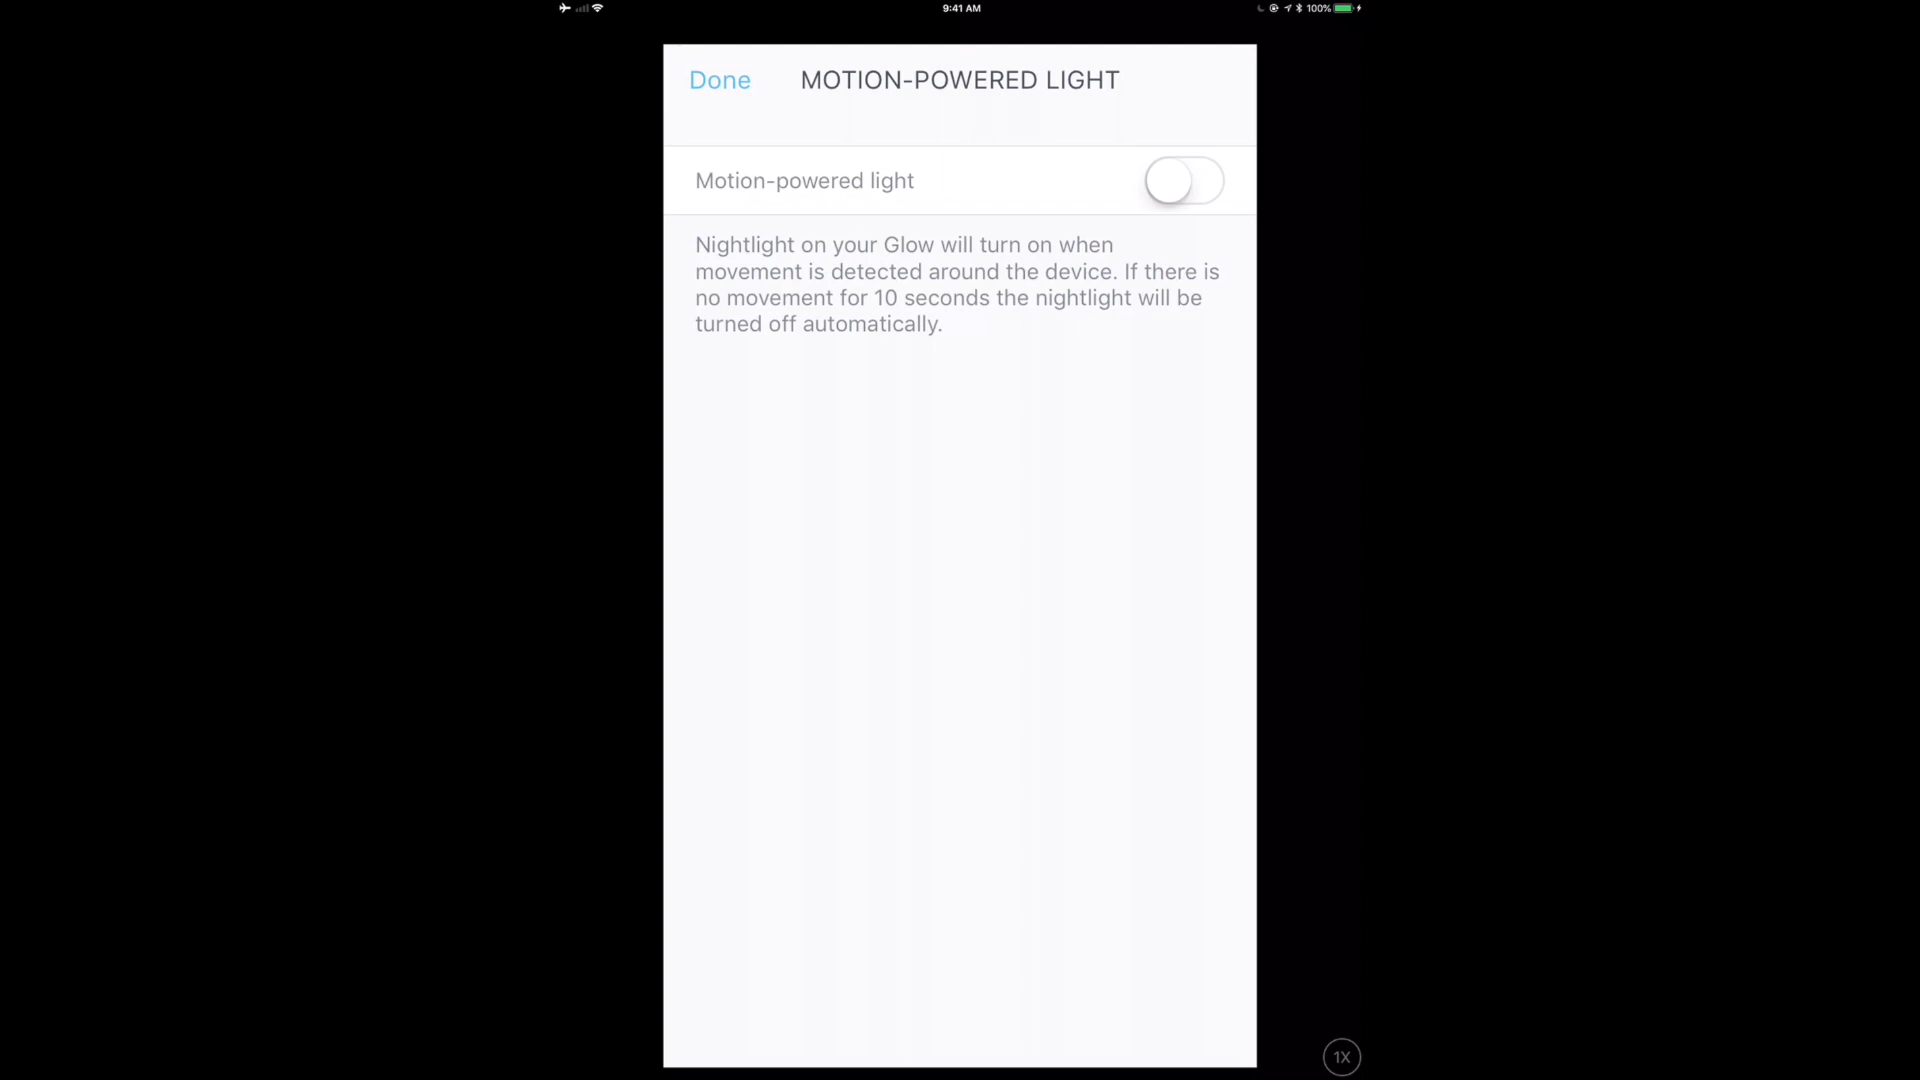 9:41 AM
100%
Done
MOTION-POWERED LIGHT
Motion-powered light
Nightlight on your Glow will turn on when
movement is detected around the device. If there is
no movement for 10 seconds the nightlight will be
turned off automatically.
1X